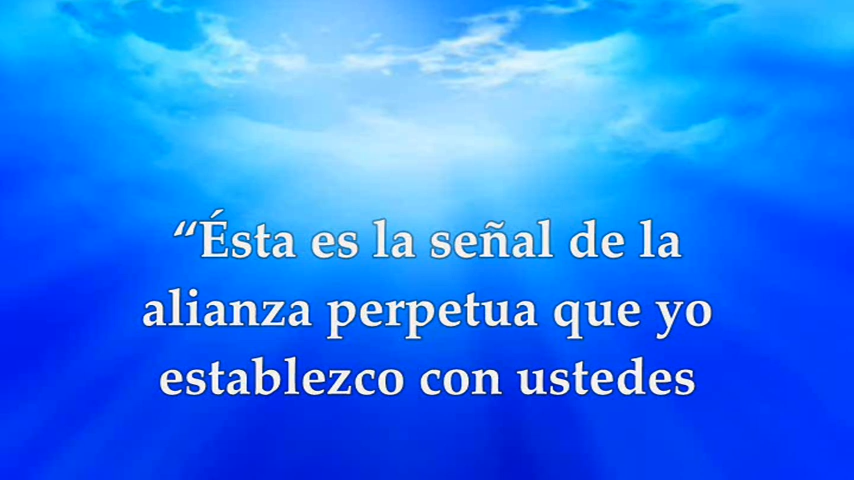 “Ésta es la señal de la
alianza perpetua que yo
establezco con ustedes